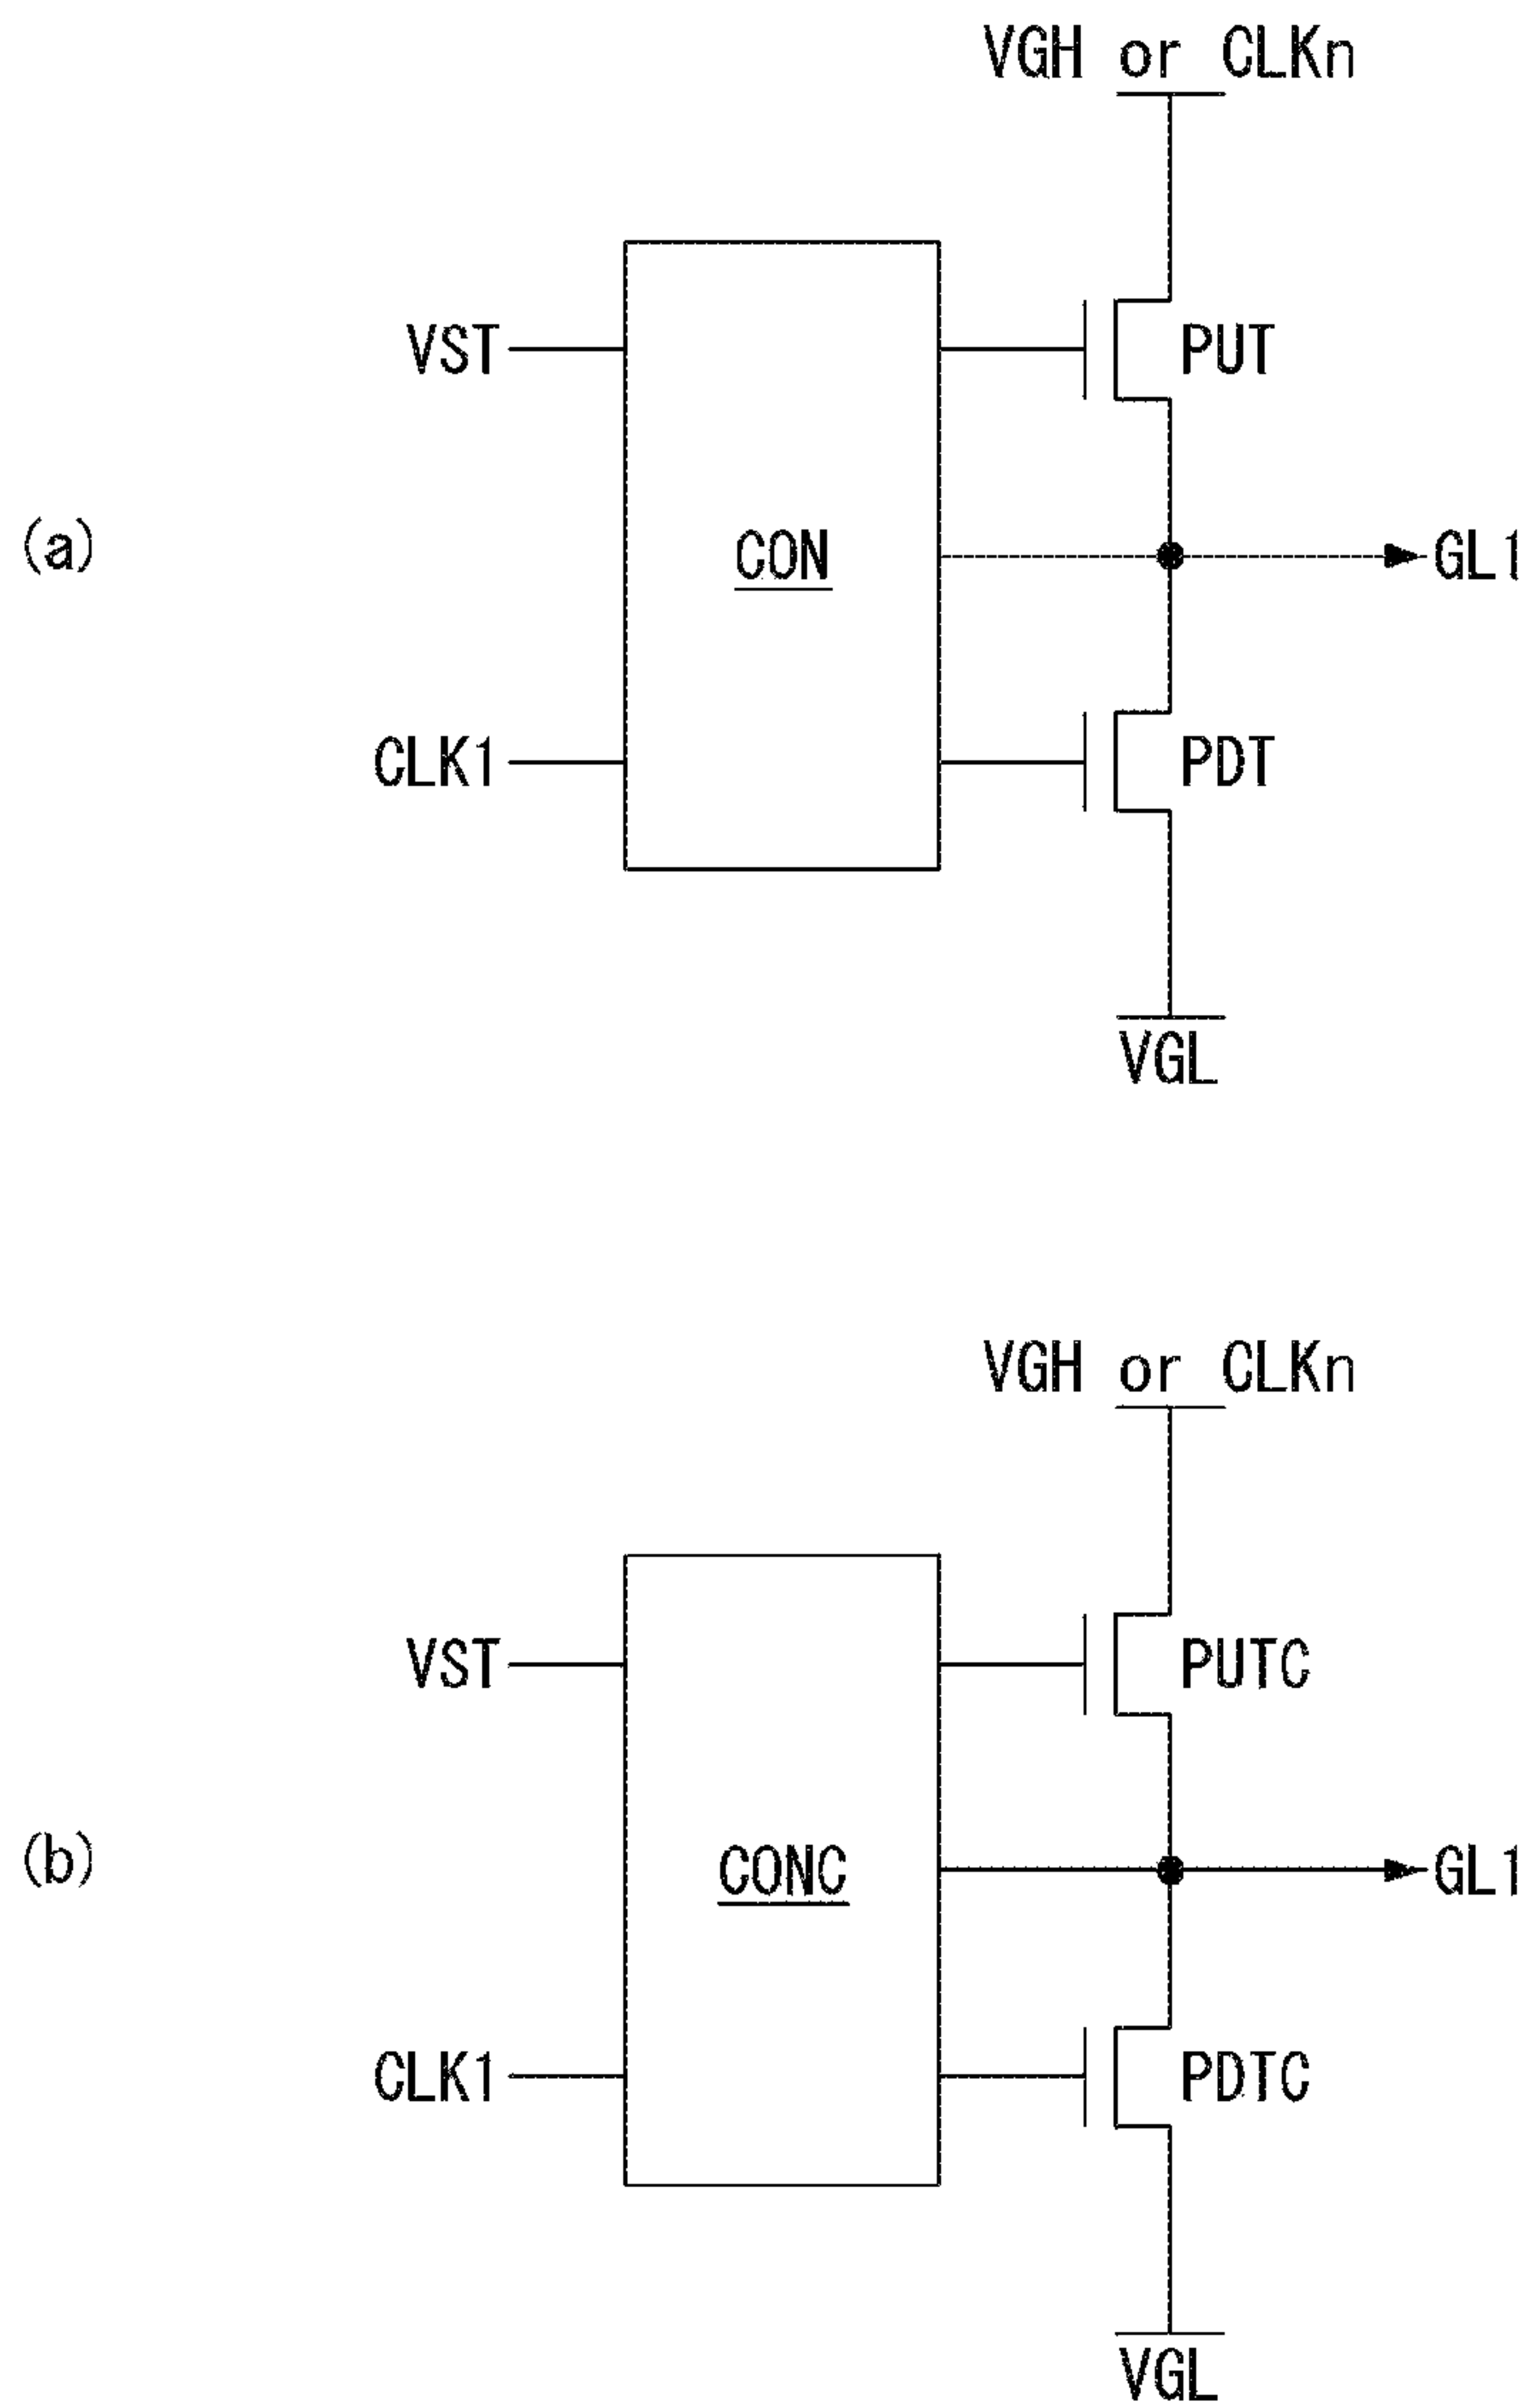 VGH or CLKn
VST
PUT
(a)
CON
GL1
CLK1
PDT
VGL
VGH or CLKn
VST
PUTC
(b)
CONC
GL1
CLK1
PDTC
VGL